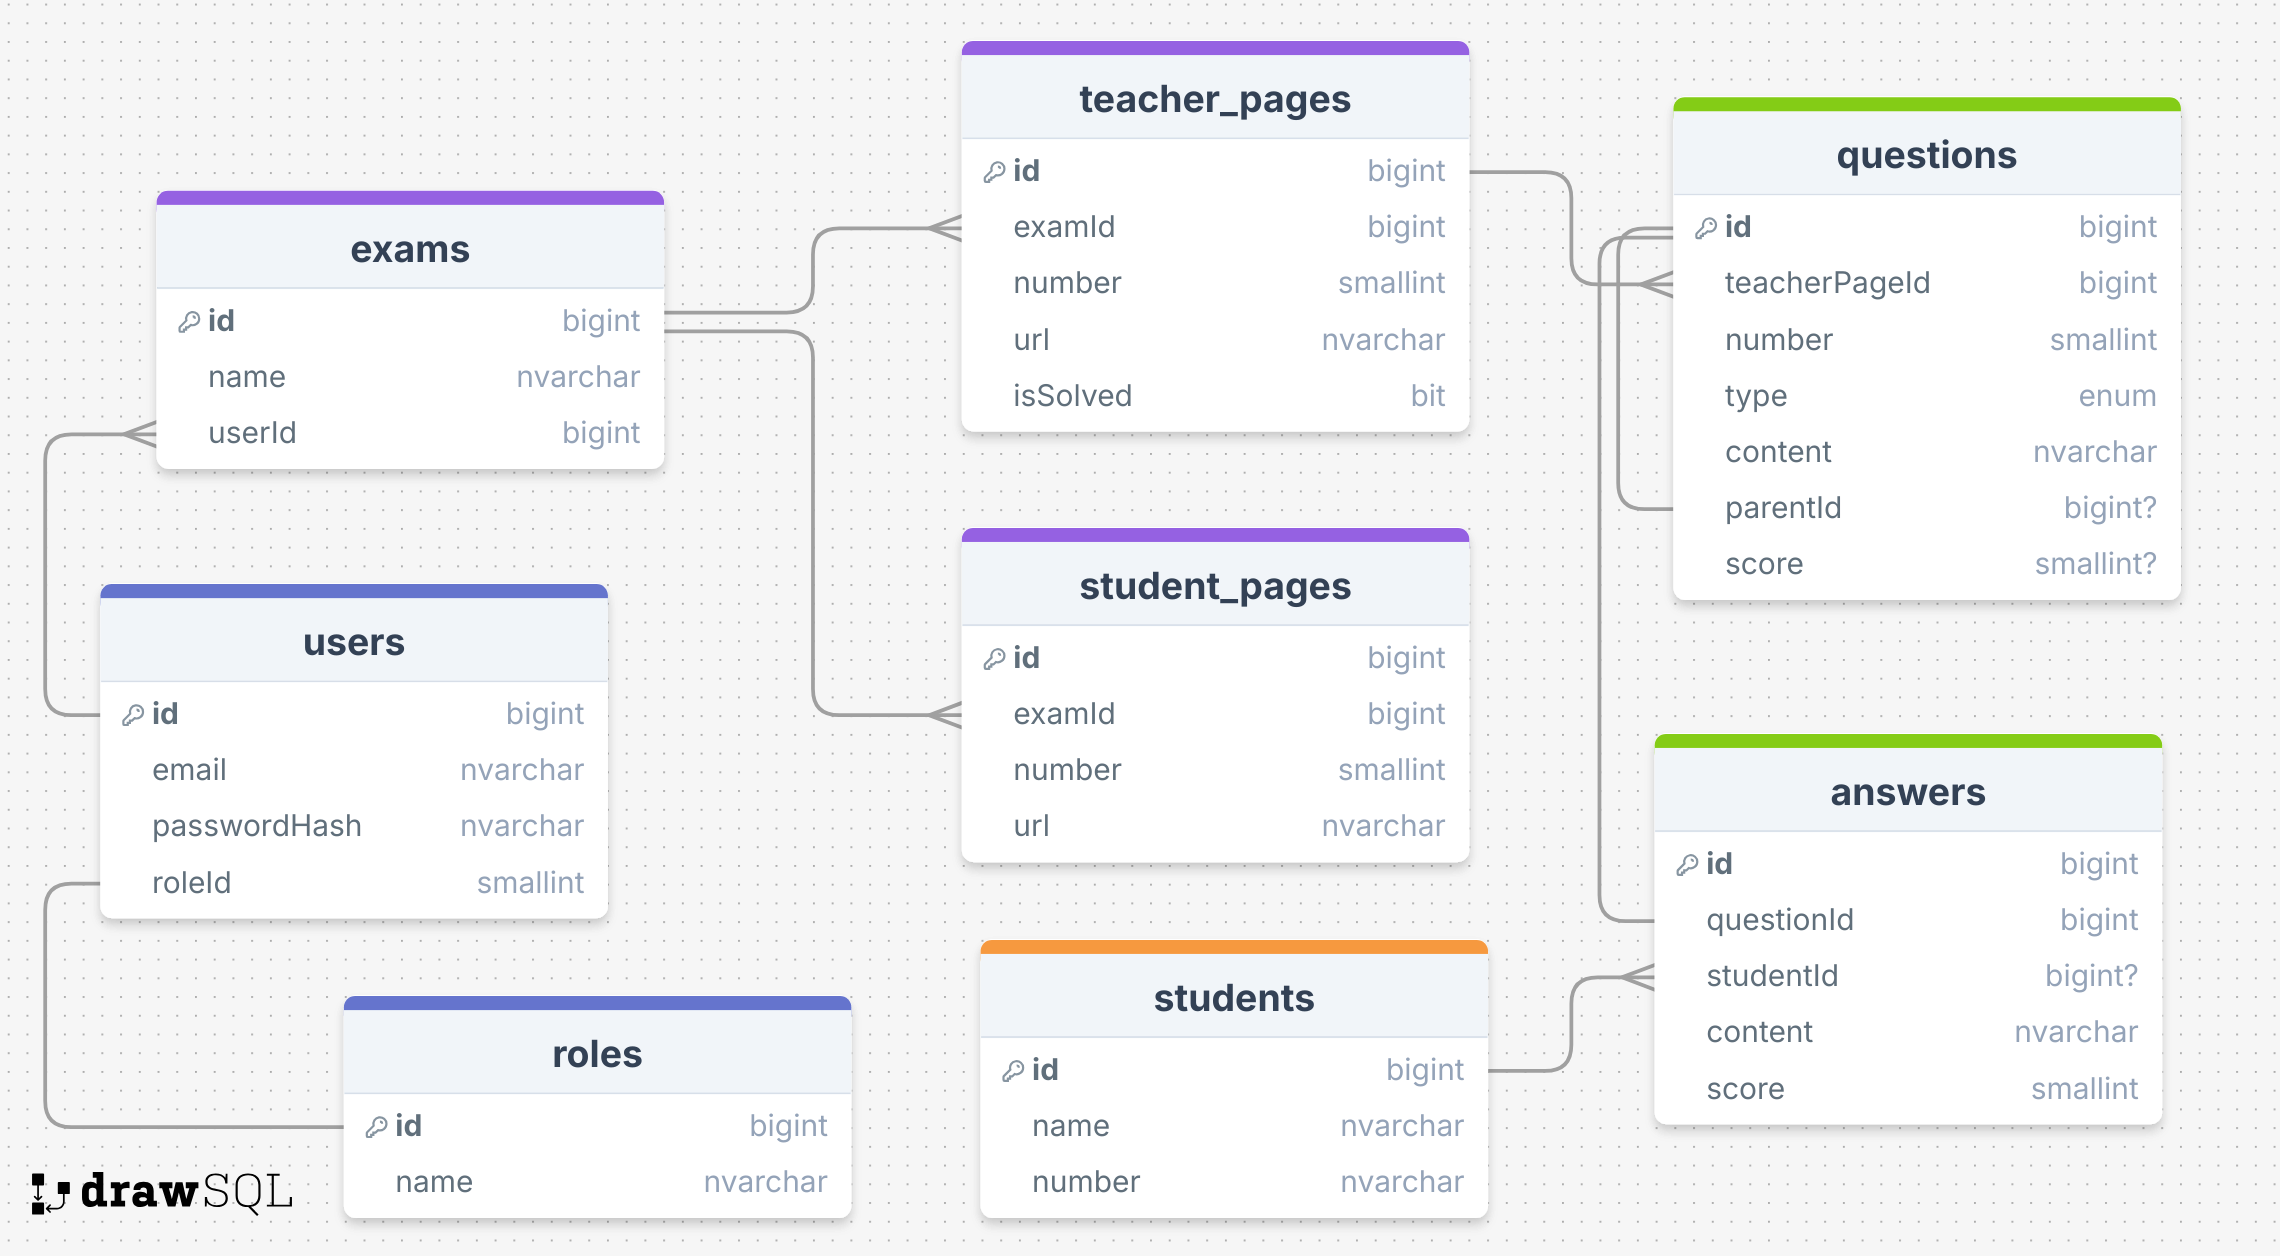 exams
id bigint
name nvarchar
userId bigint
users
id bigint
email nvarchar
passwordHash nvarchar
roleId smallint
roles
id bigint
name nvarchar
teacher_pages
id bigint
examId bigint
number smallint
url nvarchar
isSolved bit
student_pages
id bigint
examId bigint
number smallint
url nvarchar
students
id bigint
name nvarchar
number nvarchar
questions
id bigint
teacherPageId bigint
number smallint
type enum
content nvarchar
parentId bigint?
score smallint?
answers
id bigint
questionId bigint
studentId bigint?
content nvarchar
score smallint
drawSQL